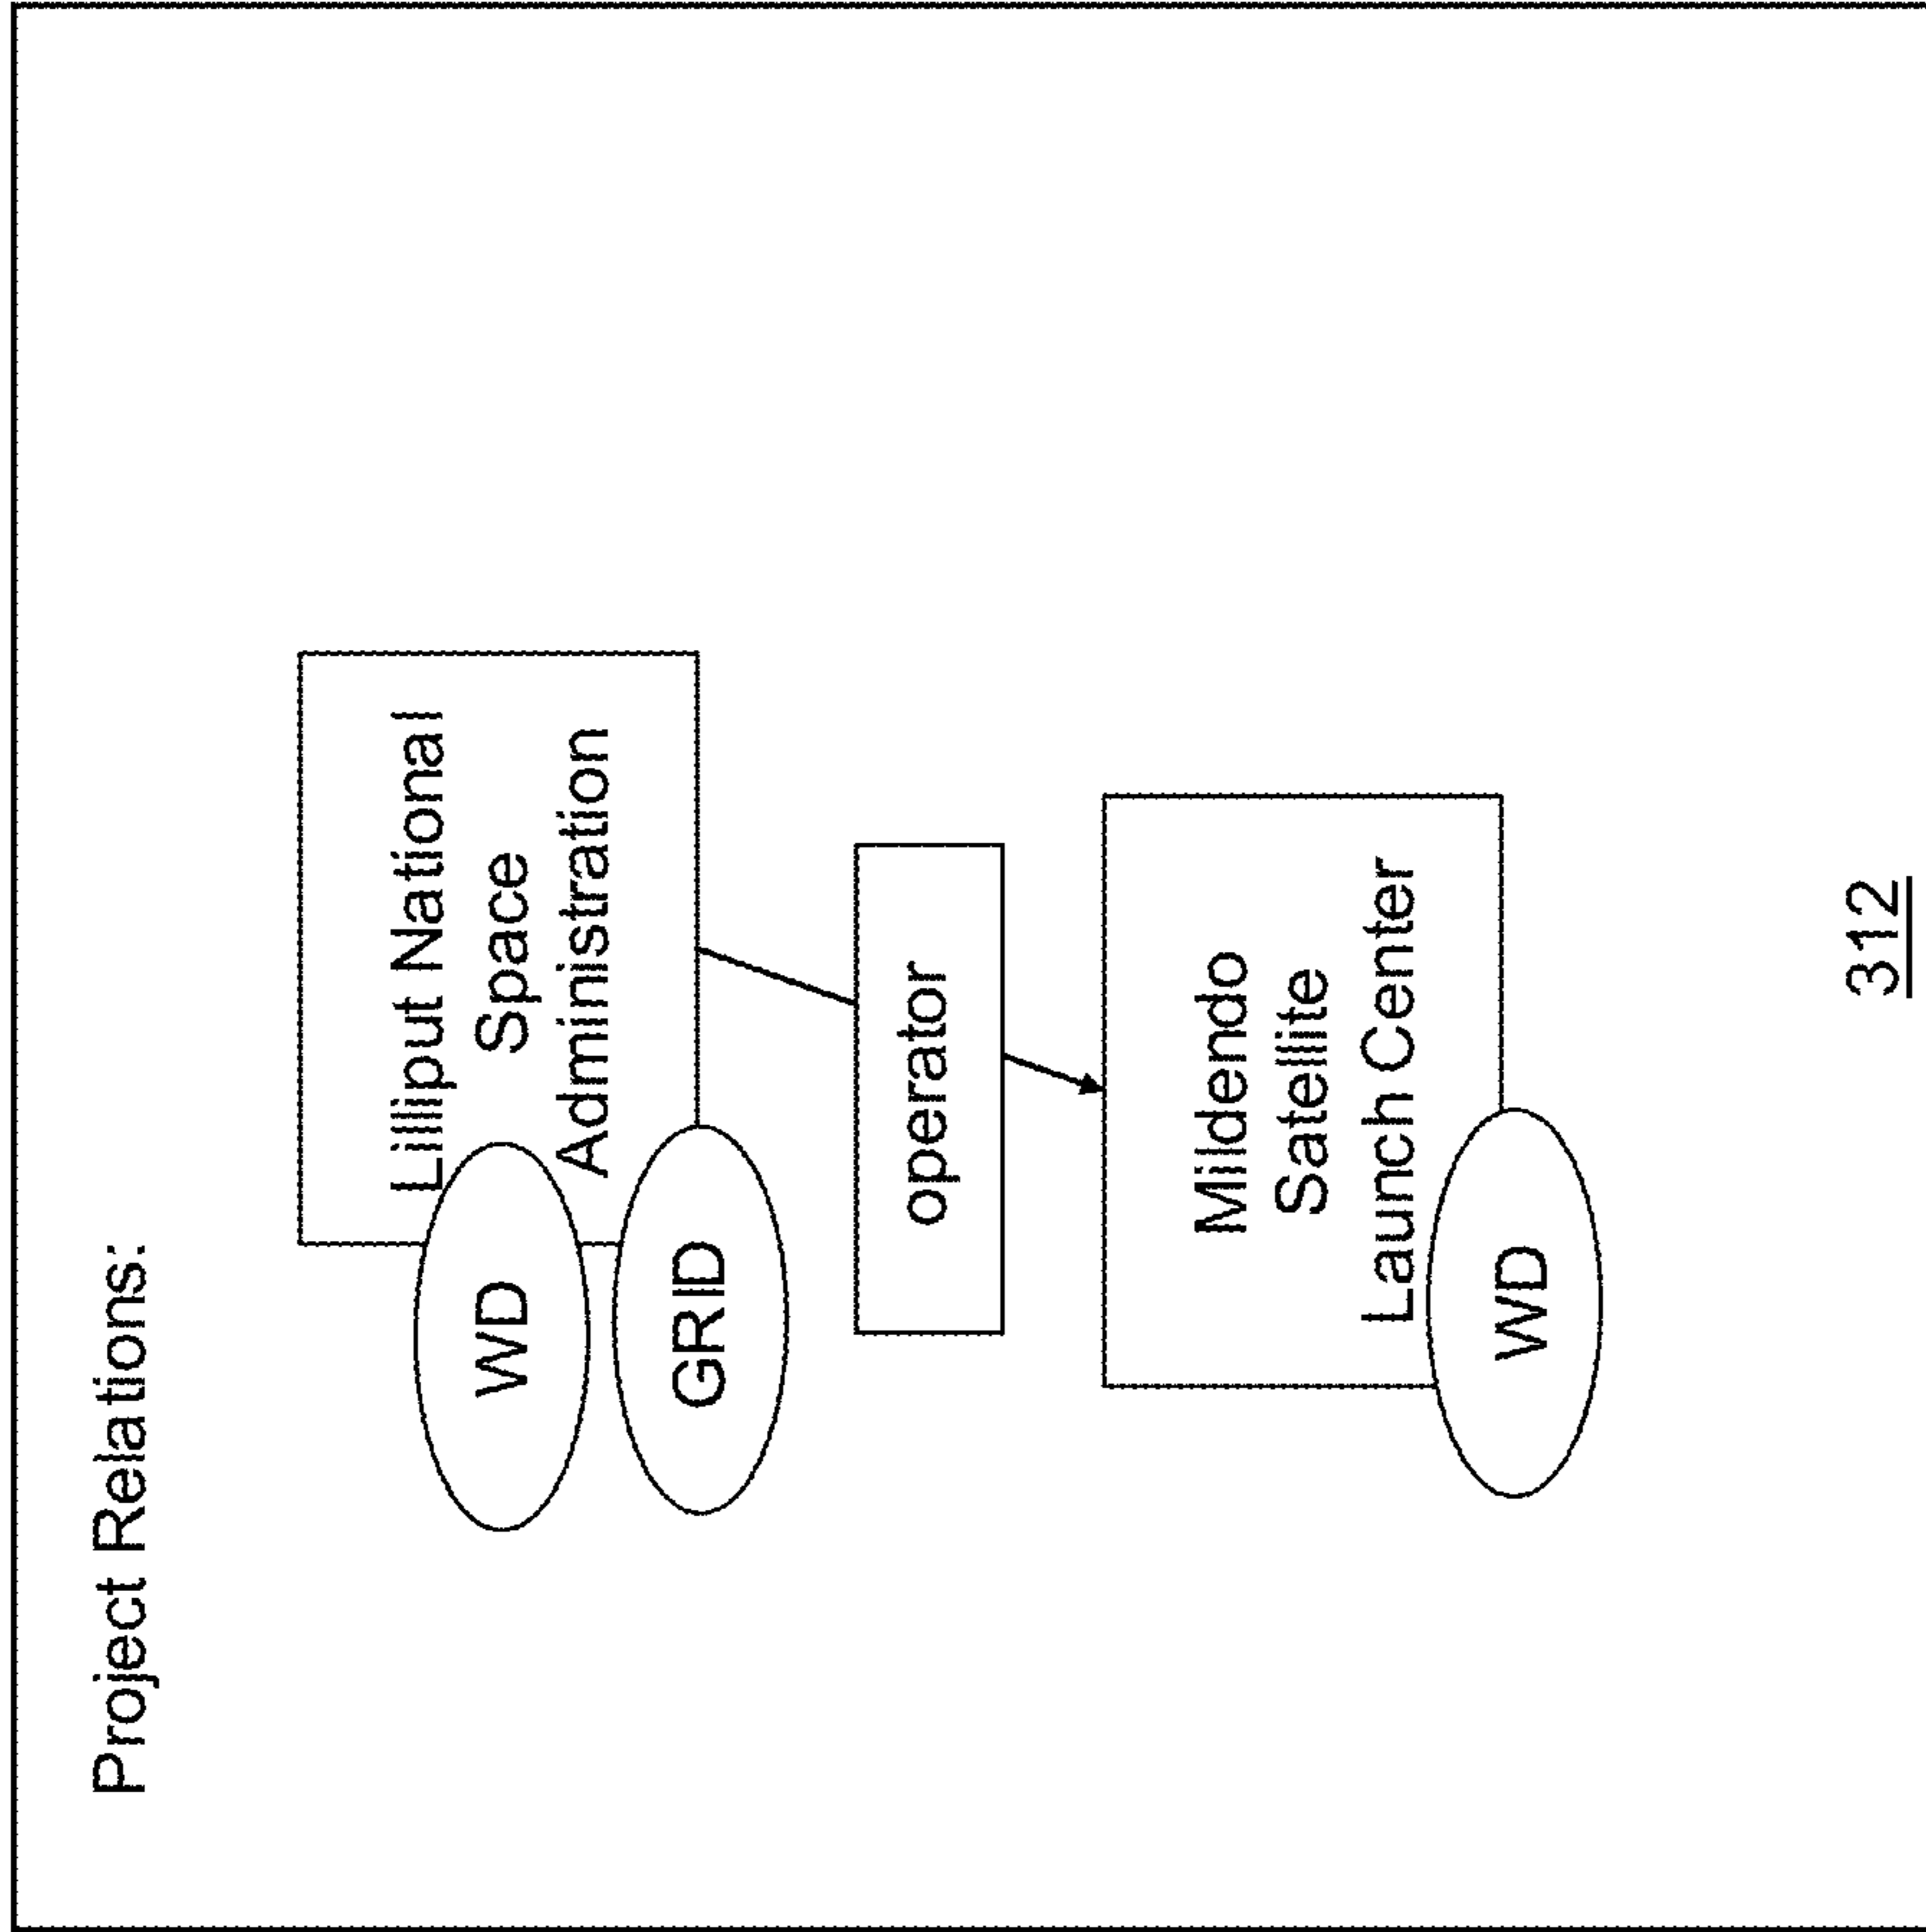 Project Relations:
Lilliput National
Space
Administration
WD
GRID
operator
Mildendo
Satellite
Launch Center
WD
312